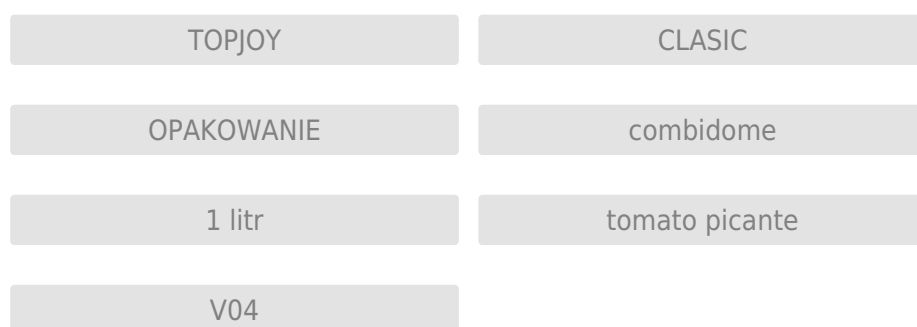 TOPJOY
CLASIC
OPAKOWANIE
combidome
1 litr
tomato picante
V04